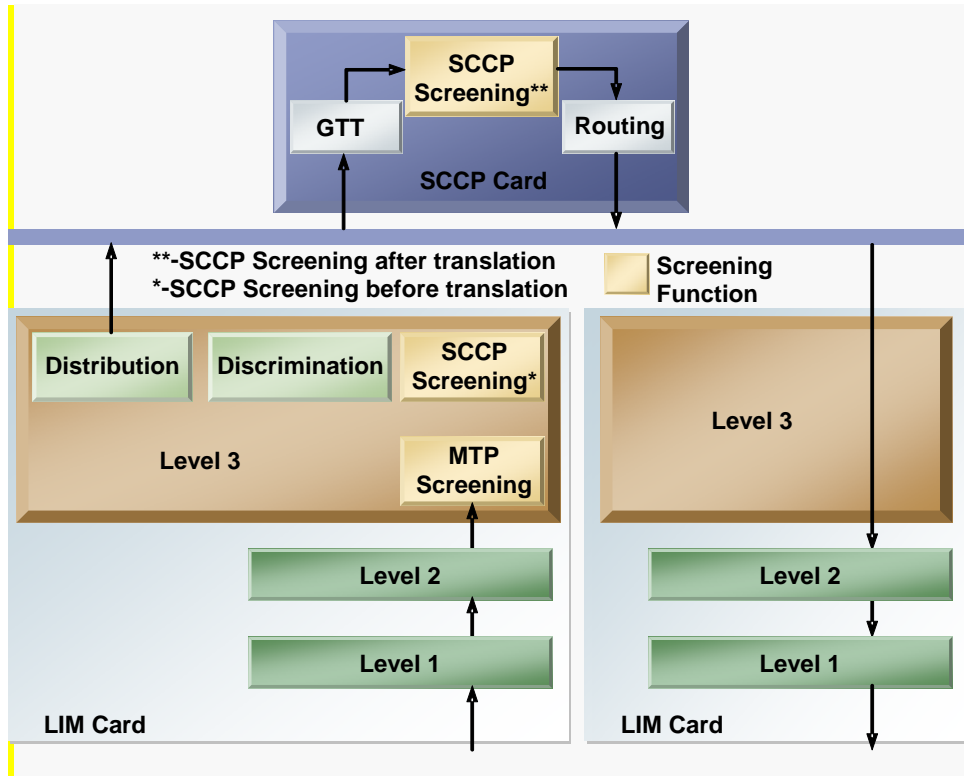 SCCP
Screening**
GTT
Routing
SCCP Card
**-SCCP Screening after translation
*-SCCP Screening before translation
Screening
Function
Distribution
Discrimination
SCCP
Screening*
Level 3
MTP
Screening
Level 2
Level 1
LIM Card
Level 3
Level 2
Level 1
LIM Card